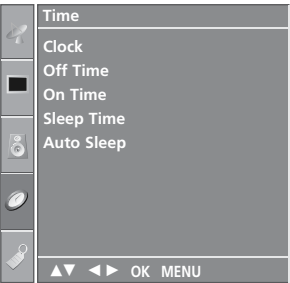 Time
Clock
Off Time
On Time
Sleep Time
Auto Sleep
▲▼ ◄► OK MENU